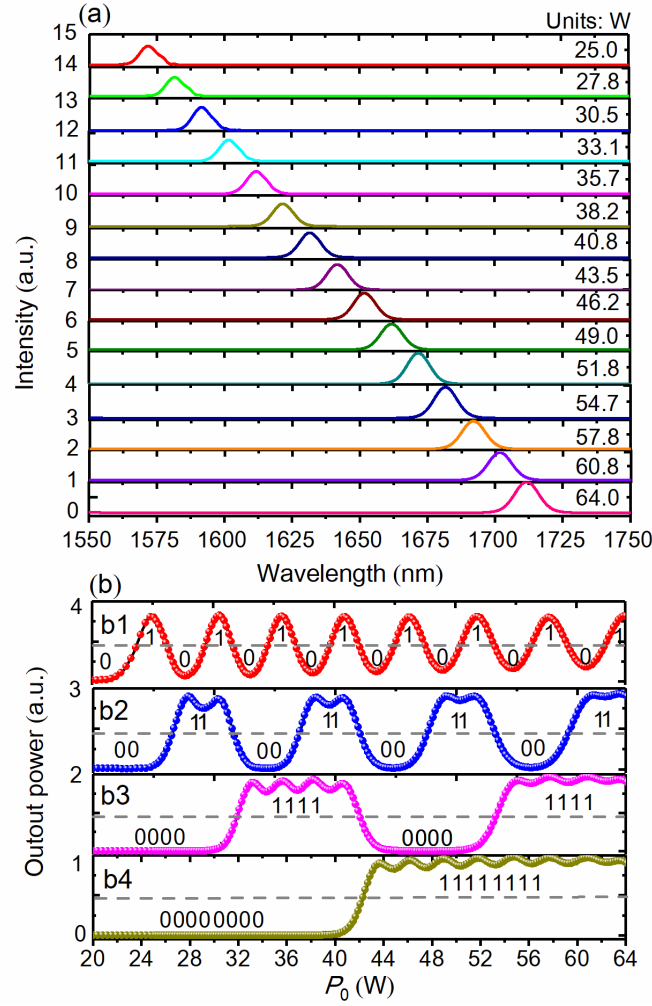 (a)
Units: W
15
14
13
12
11
10
9
8
7
6
5
4
3
2
1
0
25.0
27.8
30.5
33.1
35.7
38.2
40.8
43.5
46.2
49.0
51.8
54.7
57.8
60.8
64.0
Intensity (a.u.)
1550 1575 1600 1625 1650 1675 1700 1725 1750
Wavelength (nm)
(b)
Outout power (a.u.)
4
b1
0 1 0 1 0 1 0 1 0 1 0 1 0 1 0 1
0
3
b2
00 11 00 11 00 11 00 11
0
2
b3
0000 1111 0000 1111
0
1
b4
00000000 11111111
0
20 24 28 32 36 40 44 48 52 56 60 64
P0 (W)